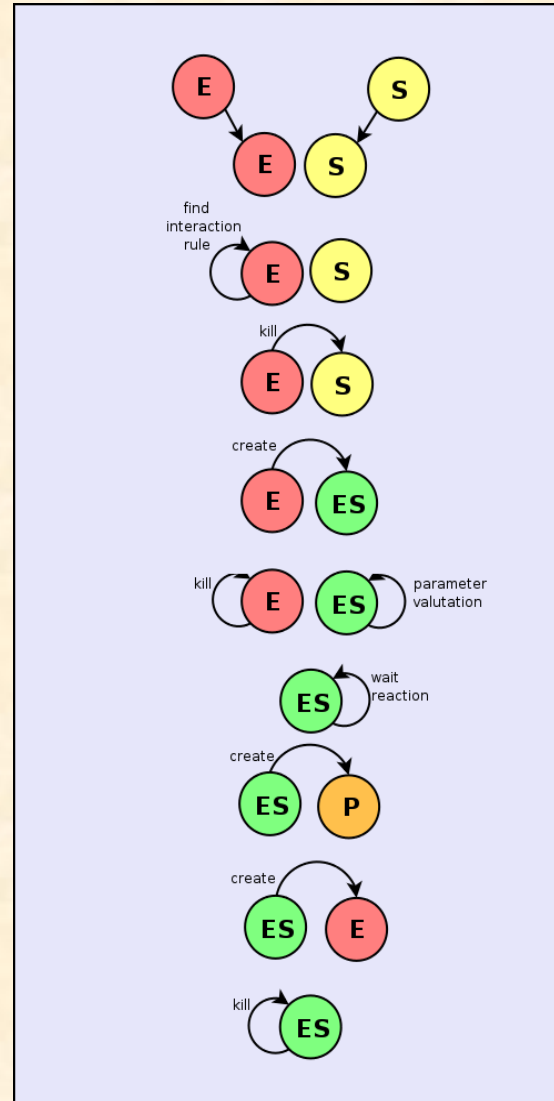 E S
E S
find
interaction
rule
E S
kill
E S
create
E ES
kill
E ES
parameter
valutation
ES
wait
reaction
create
ES P
create
ES E
kill
ES